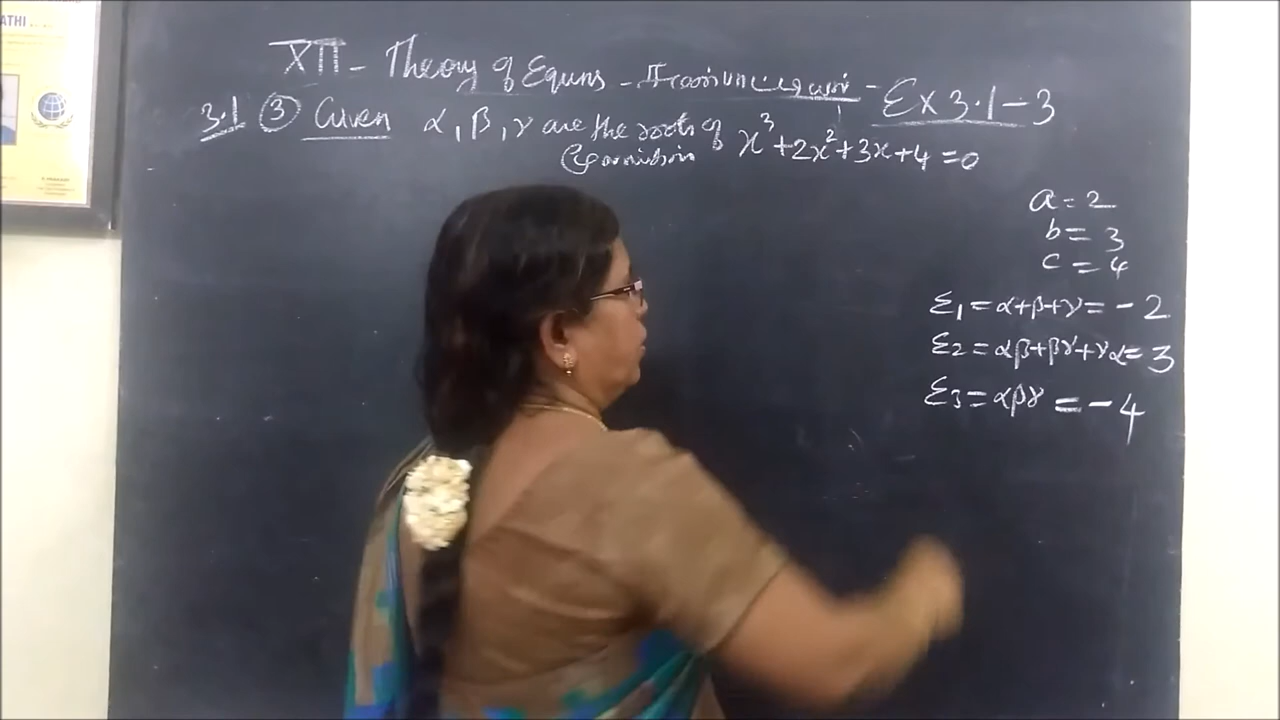 ATHI
XII - Theory of Equns - Ex 3.1-3
3.1 ③ Given α, β, γ are the roots of x³+2x²+3x+4=0
a = 2
b = 3
c = 4
Σ1 = α+β+γ = -2
Σ2 = αβ+βγ+γα = 3
Σ3 = αβγ = -4